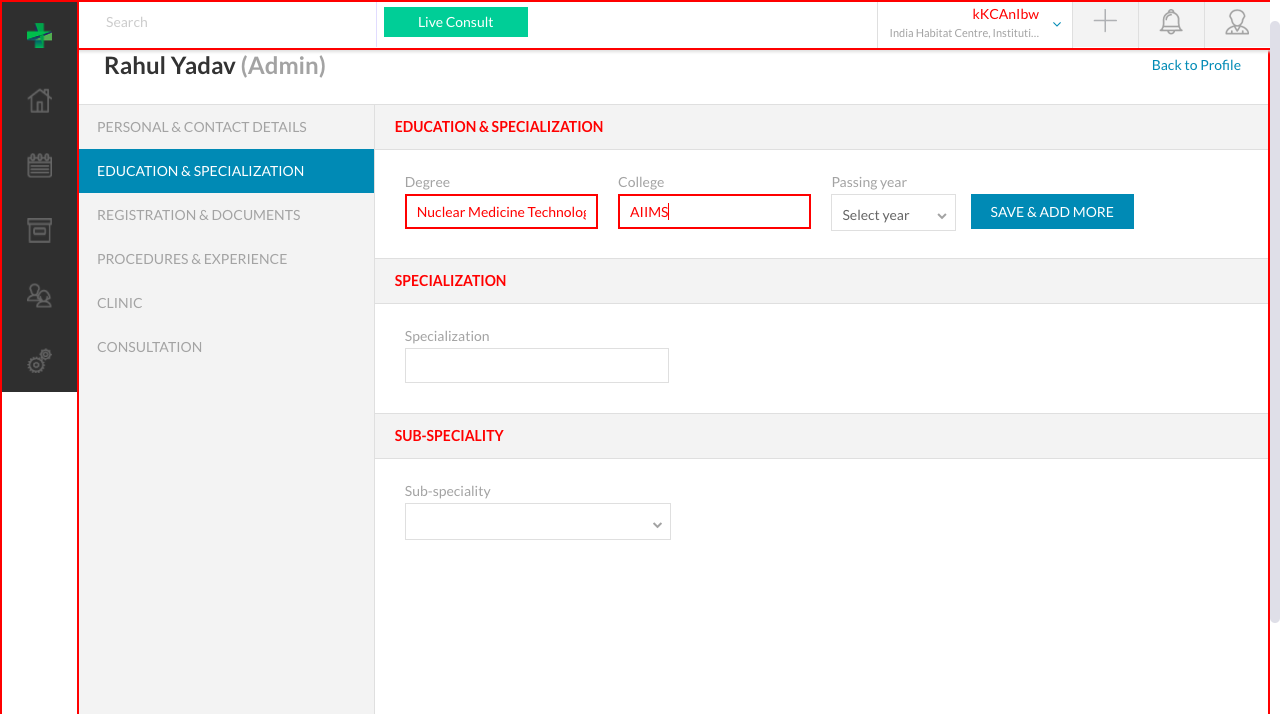 Search
Live Consult
kKCAnIbw
India Habitat Centre, Instituti...
Rahul Yadav (Admin)
Back to Profile
PERSONAL & CONTACT DETAILS
EDUCATION & SPECIALIZATION
REGISTRATION & DOCUMENTS
PROCEDURES & EXPERIENCE
CLINIC
CONSULTATION
EDUCATION & SPECIALIZATION
Degree
College
Passing year
Nuclear Medicine Technolog
AIIMS
Select year
SAVE & ADD MORE
SPECIALIZATION
Specialization
SUB-SPECIALITY
Sub-speciality